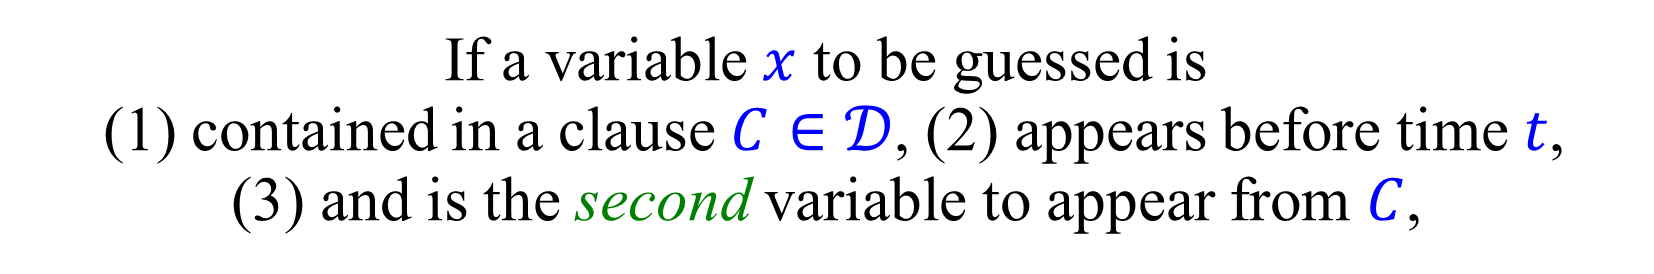 If a variable 𝑥 to be guessed is
(1) contained in a clause 𝐶 ∈ 𝒟, (2) appears before time 𝑡,
(3) and is the second variable to appear from 𝐶,